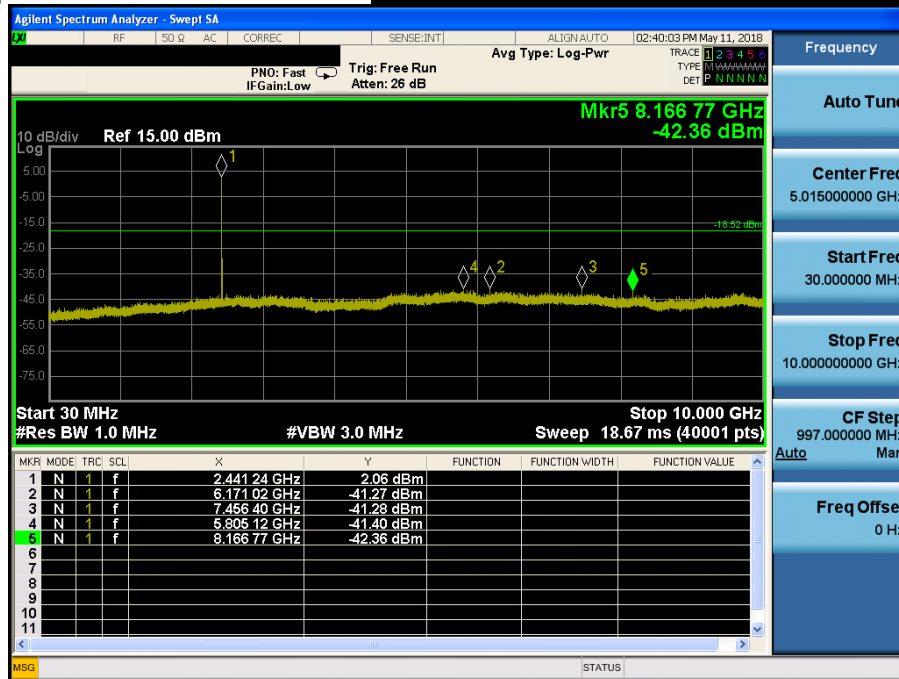 Agilent Spectrum Analyzer - Swept SA
LXI RF 50 Ω AC CORREC SENSE:INT ALIGN AUTO 02:40:03 PM May 11, 2018
Frequency
Avg Type: Log-Pwr
TRACE 1 2 3 4 5 6
TYPE M
DET P N N N N N
PNO: Fast
IFGain:Low
Trig: Free Run
Atten: 26 dB
Auto Tune
Mkr5 8.166 77 GHz
-42.36 dBm
10 dB/div
Log
Ref 15.00 dBm
5.00
-5.00
-15.0
-25.0
-35.0
-45.0
-55.0
-65.0
-75.0
1
4 2 3 5
-18.52 dBm
Center Freq
5.015000000 GHz
Start Freq
30.000000 MHz
Stop Freq
10.000000000 GHz
CF Step
997.000000 MHz
Auto Man
Freq Offset
0 Hz
Start 30 MHz
Stop 10.000 GHz
#Res BW 1.0 MHz
#VBW 3.0 MHz
Sweep 18.67 ms (40001 pts)
MKR MODE TRC SCL X Y FUNCTION FUNCTION WIDTH FUNCTION VALUE
1 N 1 f 2.441 24 GHz 2.06 dBm
2 N 1 f 6.171 02 GHz -41.27 dBm
3 N 1 f 7.456 40 GHz -41.28 dBm
4 N 1 f 5.805 12 GHz -41.40 dBm
5 N 1 f 8.166 77 GHz -42.36 dBm
6
7
8
9
10
11
MSG STATUS